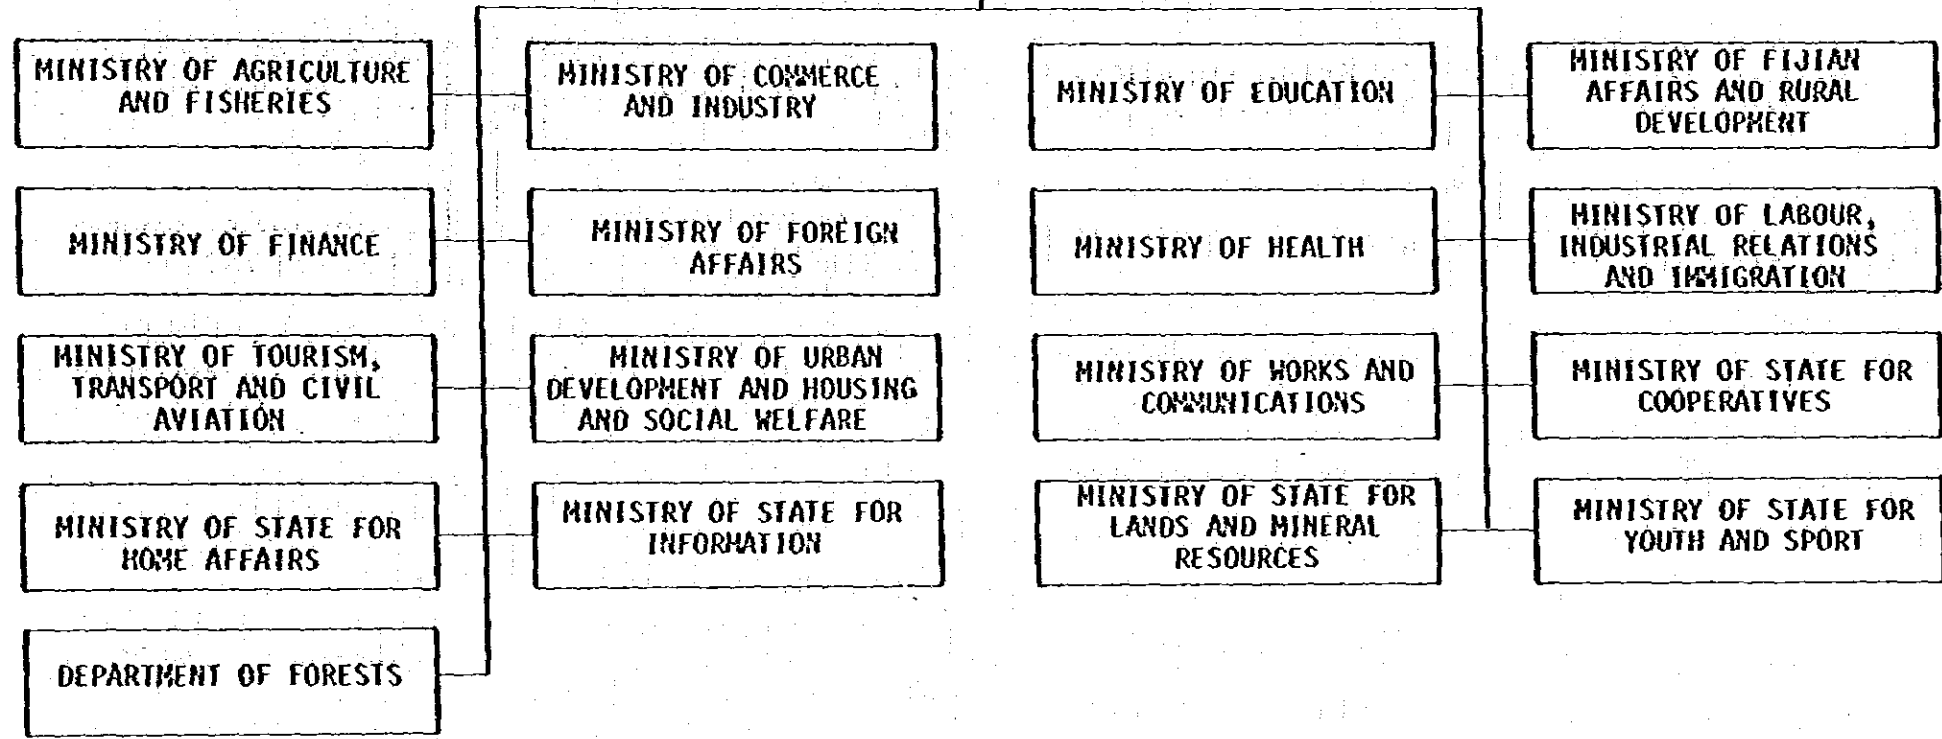 MINISTRY OF AGRICULTURE
AND FISHERIES
MINISTRY OF COMMERCE
AND INDUSTRY
MINISTRY OF EDUCATION
MINISTRY OF FIJIAN
AFFAIRS AND RURAL
DEVELOPMENT
MINISTRY OF FINANCE
MINISTRY OF FOREIGN
AFFAIRS
MINISTRY OF HEALTH
MINISTRY OF LABOUR,
INDUSTRIAL RELATIONS
AND IMMIGRATION
MINISTRY OF TOURISM,
TRANSPORT AND CIVIL
AVIATION
MINISTRY OF URBAN
DEVELOPMENT AND HOUSING
AND SOCIAL WELFARE
MINISTRY OF WORKS AND
COMMUNICATIONS
MINISTRY OF STATE FOR
COOPERATIVES
MINISTRY OF STATE FOR
HOME AFFAIRS
MINISTRY OF STATE FOR
INFORMATION
MINISTRY OF STATE FOR
LANDS AND MINERAL
RESOURCES
MINISTRY OF STATE FOR
YOUTH AND SPORT
DEPARTMENT OF FORESTS